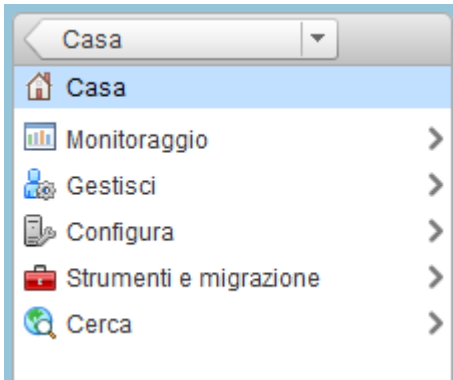 Casa
Casa
Monitoraggio
Gestisci
Configura
Strumenti e migrazione
Cerca